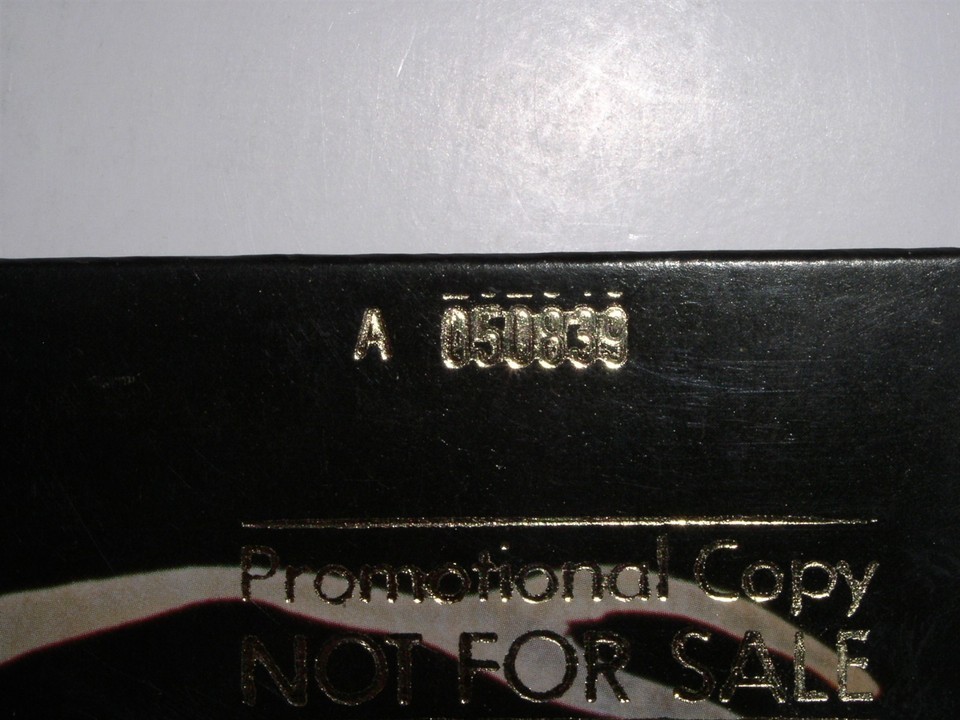 A 050839
Promotional Copy
NOT FOR SALE